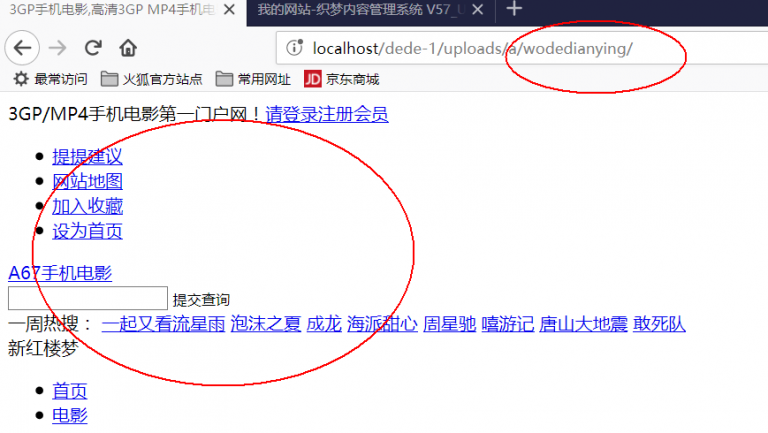 3GP手机电影,高清3GP MP4手机电
我的网站-织梦内容管理系统 V57_U
localhost/dede-1/uploads/a/wodedianying/
最常访问 火狐官方站点 常用网址 JD 京东商城
3GP/MP4手机电影第一门户网！请登录注册会员
提提建议
网站地图
加入收藏
设为首页
A67手机电影
提交查询
一周热搜： 一起又看流星雨 泡沫之夏 成龙 海派甜心 周星驰 嘻游记 唐山大地震 敢死队
新红楼梦
首页
电影